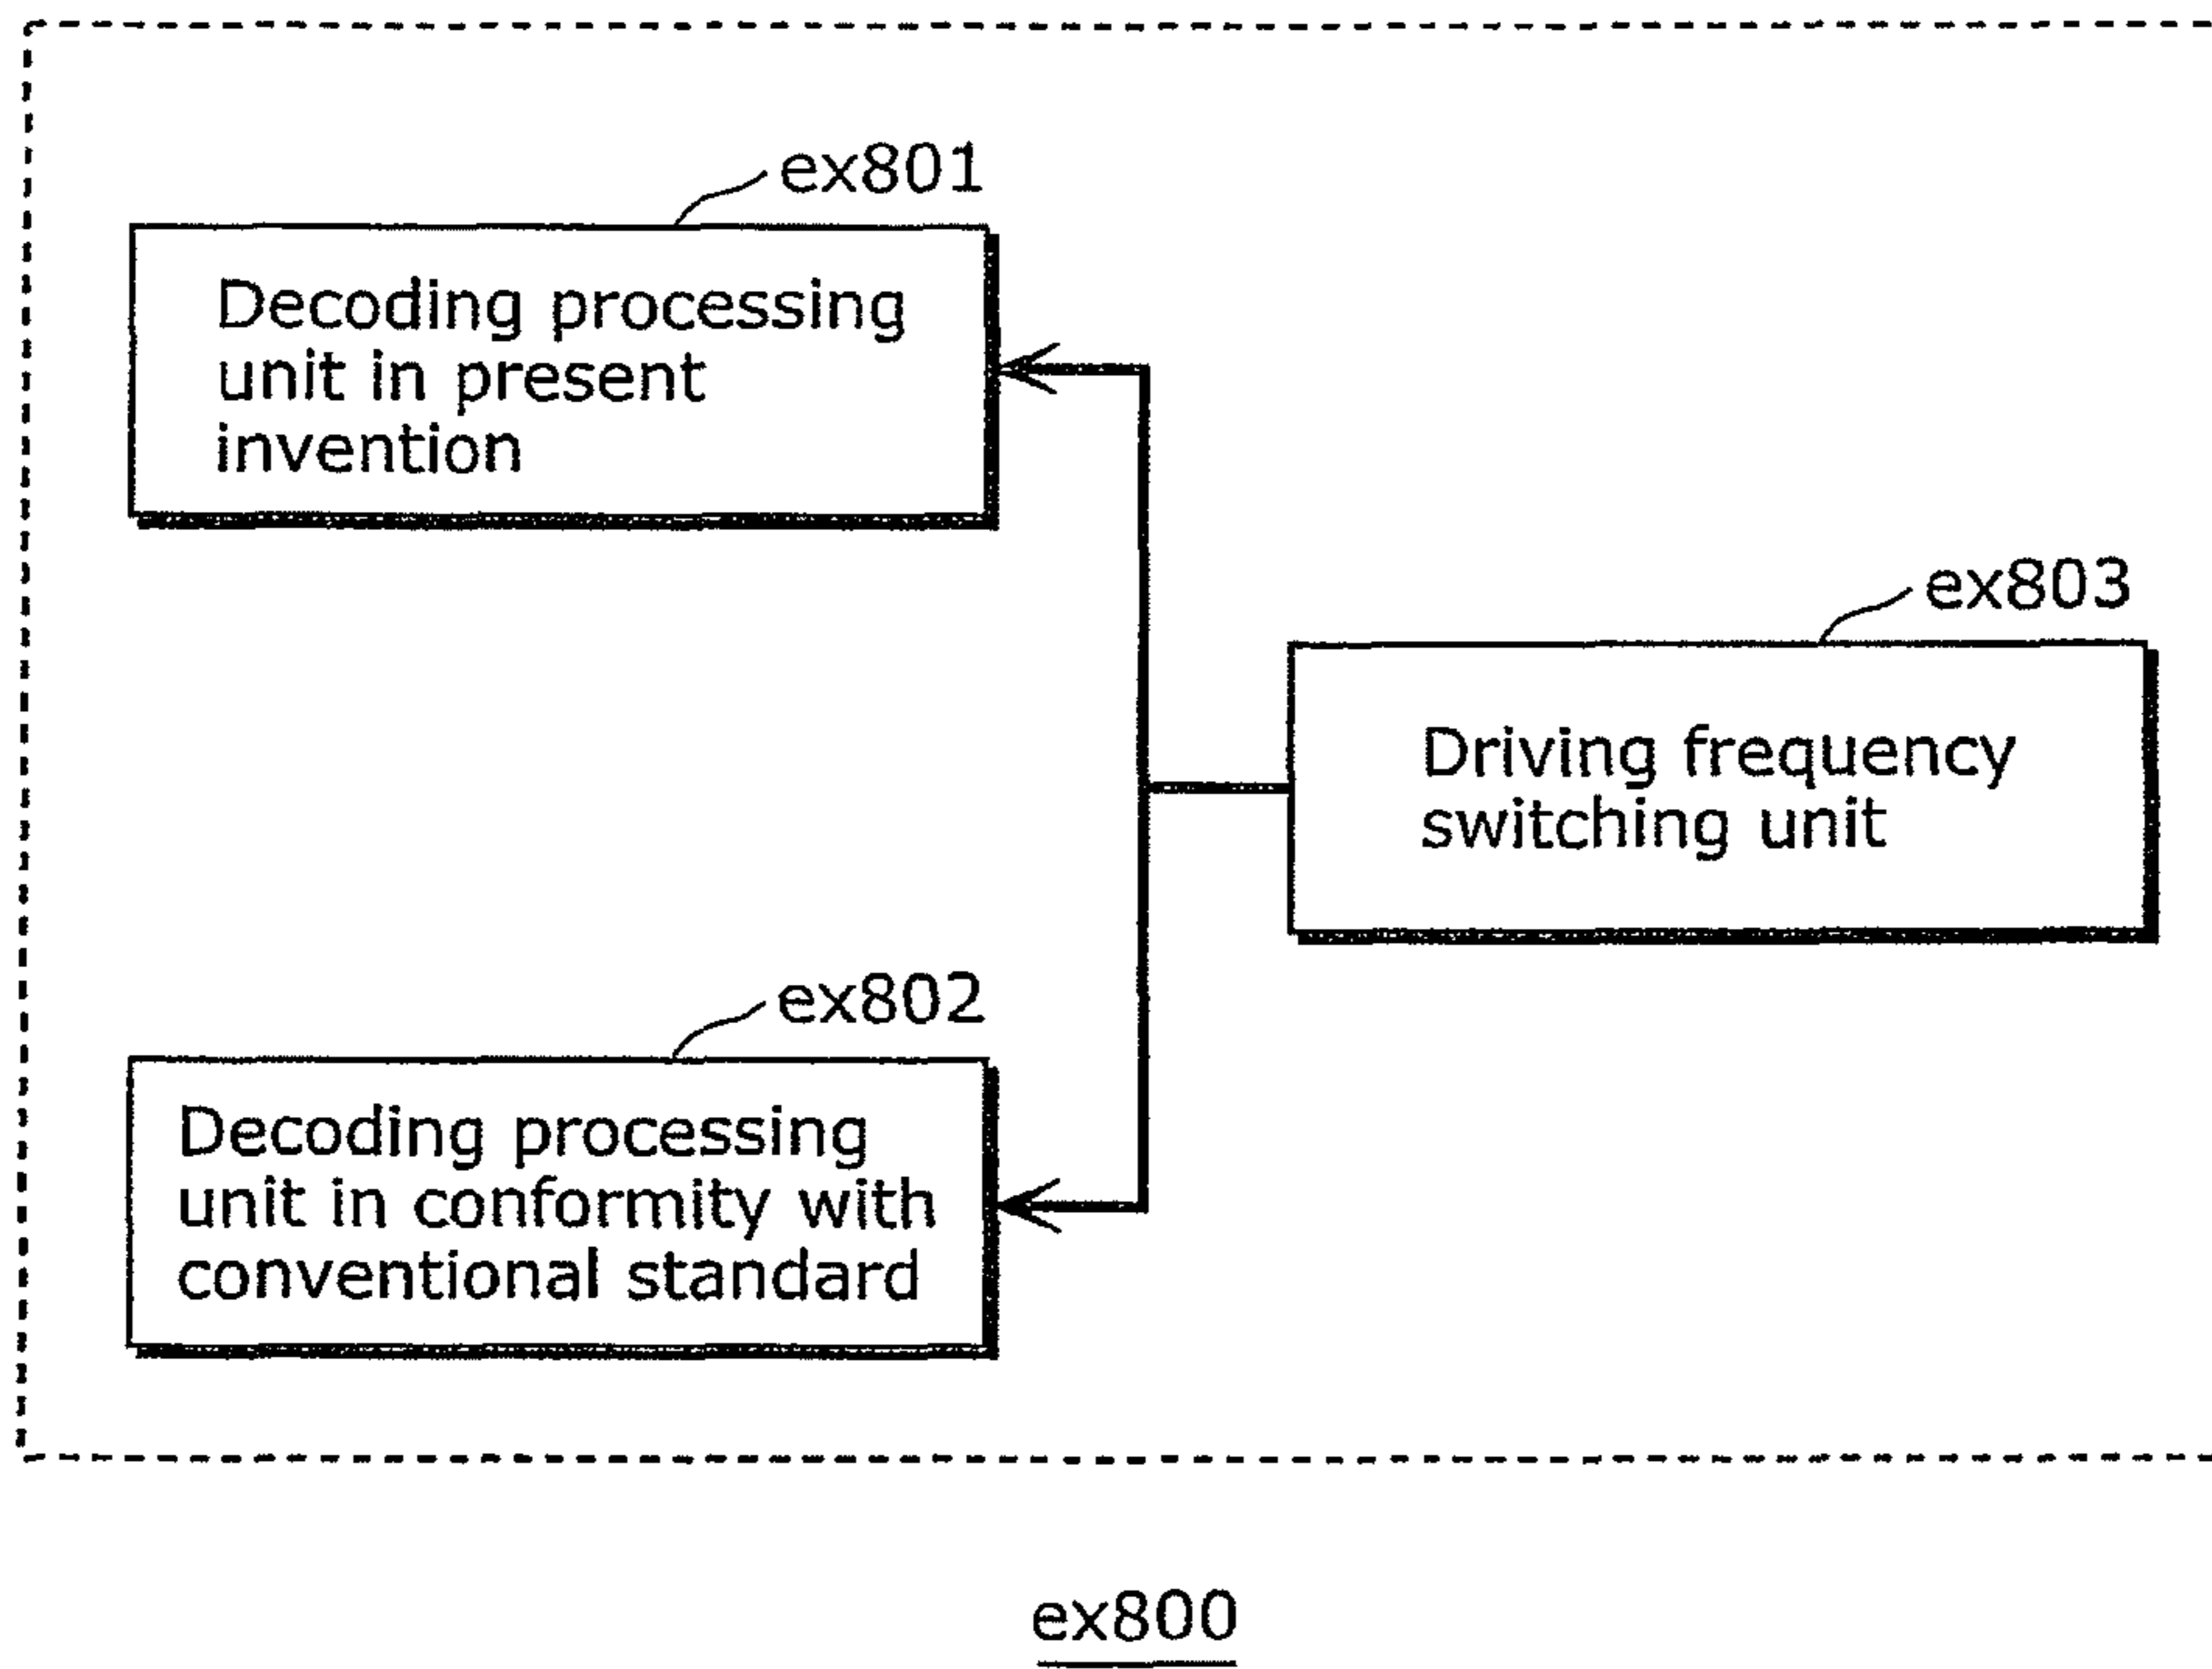 ex801
Decoding processing
unit in present
invention
ex803
Driving frequency
switching unit
ex802
Decoding processing
unit in conformity with
conventional standard
ex800